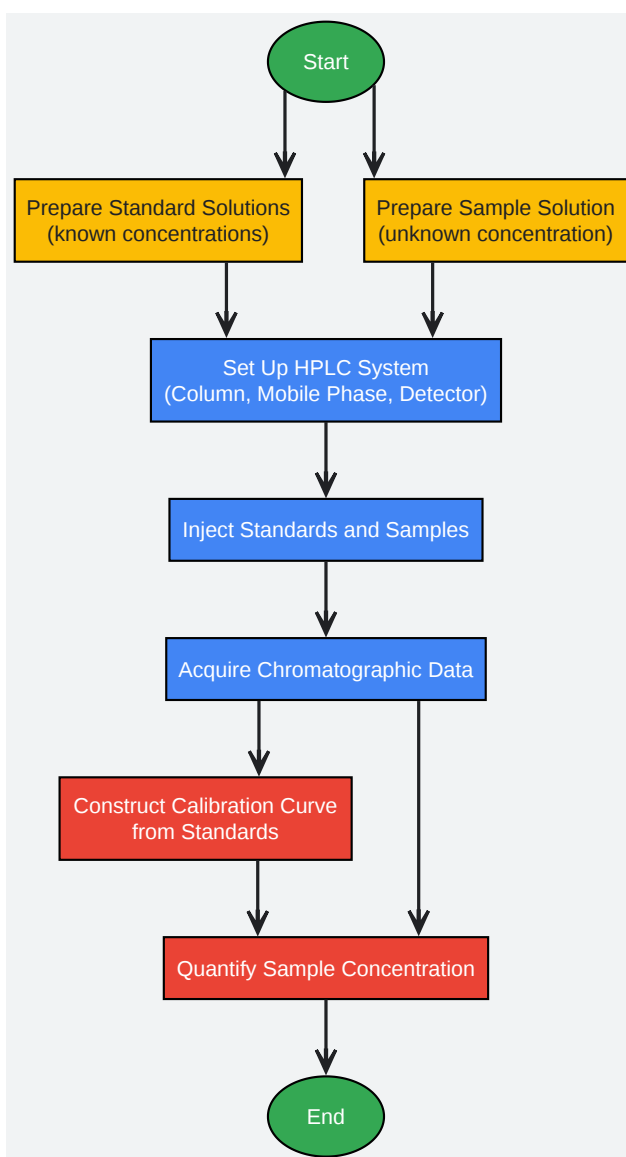 Start
Prepare Standard Solutions
(known concentrations)
Prepare Sample Solution
(unknown concentration)
Set Up HPLC System
(Column, Mobile Phase, Detector)
Inject Standards and Samples
Acquire Chromatographic Data
Construct Calibration Curve
from Standards
Quantify Sample Concentration
End